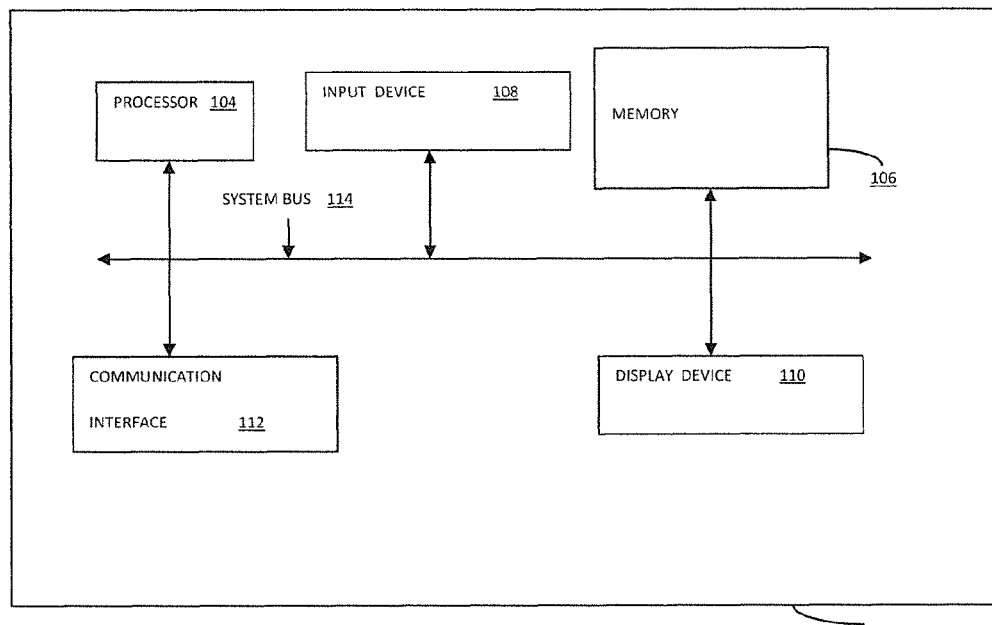 PROCESSOR 104
INPUT DEVICE 108
MEMORY
106
SYSTEM BUS 114
COMMUNICATION
INTERFACE 112
DISPLAY DEVICE 110